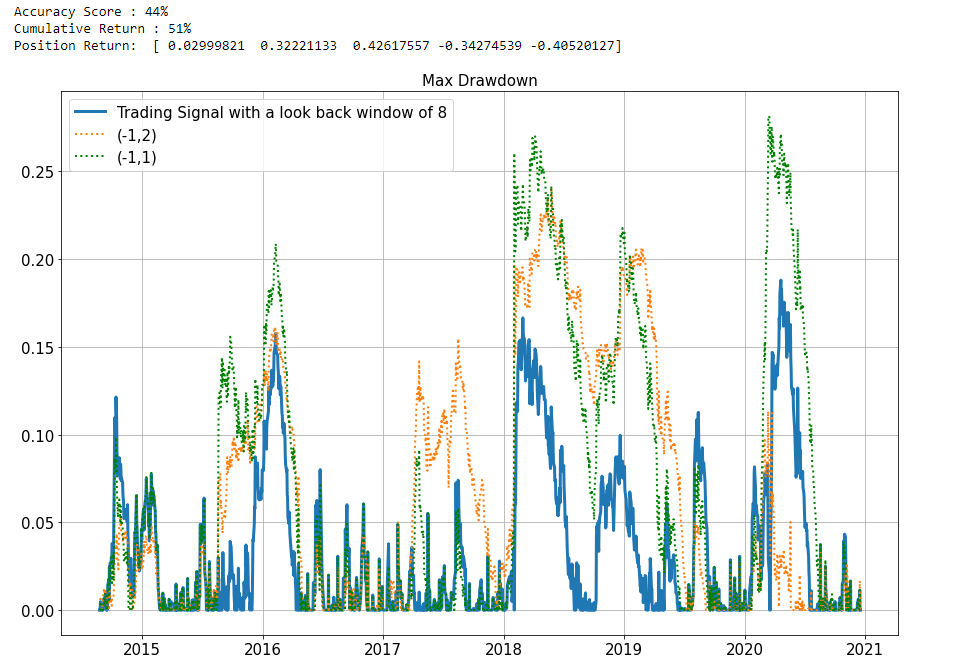 Accuracy Score : 44%
Cumulative Return : 51%
Position Return:  [ 0.02999821  0.32221133  0.42617557 -0.34274539 -0.40520127]
Max Drawdown
Trading Signal with a look back window of 8
(-1,2)
(-1,1)
0.25
0.20
0.15
0.10
0.05
0.00
2015 2016 2017 2018 2019 2020 2021